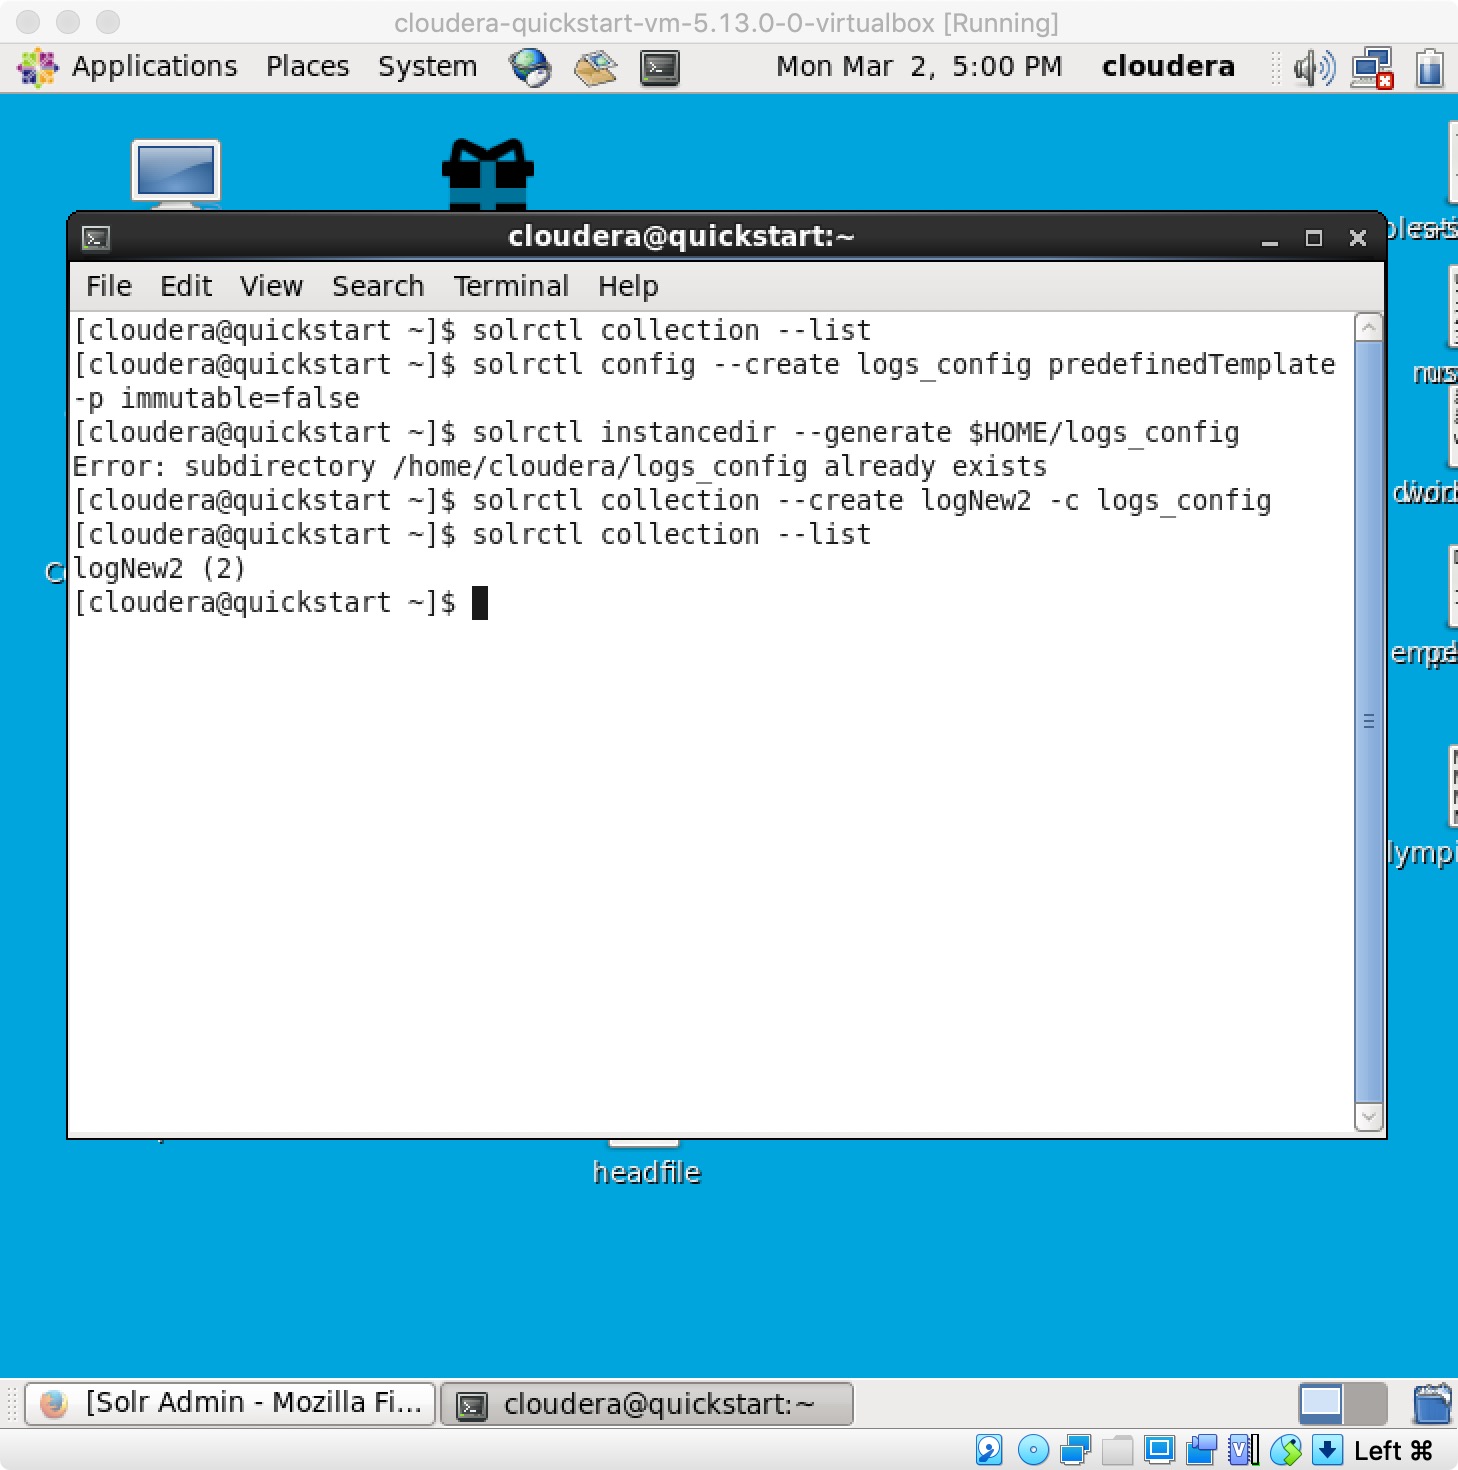 cloudera-quickstart-vm-5.13.0-0-virtualbox [Running]
Applications Places System Mon Mar 2, 5:00 PM cloudera
cloudera@quickstart:~
File Edit View Search Terminal Help
[cloudera@quickstart ~]$ solrctl collection --list
[cloudera@quickstart ~]$ solrctl config --create logs_config predefinedTemplate
-p immutable=false
[cloudera@quickstart ~]$ solrctl instancedir --generate $HOME/logs_config
Error: subdirectory /home/cloudera/logs_config already exists
[cloudera@quickstart ~]$ solrctl collection --create logNew2 -c logs_config
[cloudera@quickstart ~]$ solrctl collection --list
logNew2 (2)
[cloudera@quickstart ~]$
lympi
headfile
[Solr Admin - Mozilla Fi...
cloudera@quickstart:~
Left ⌘